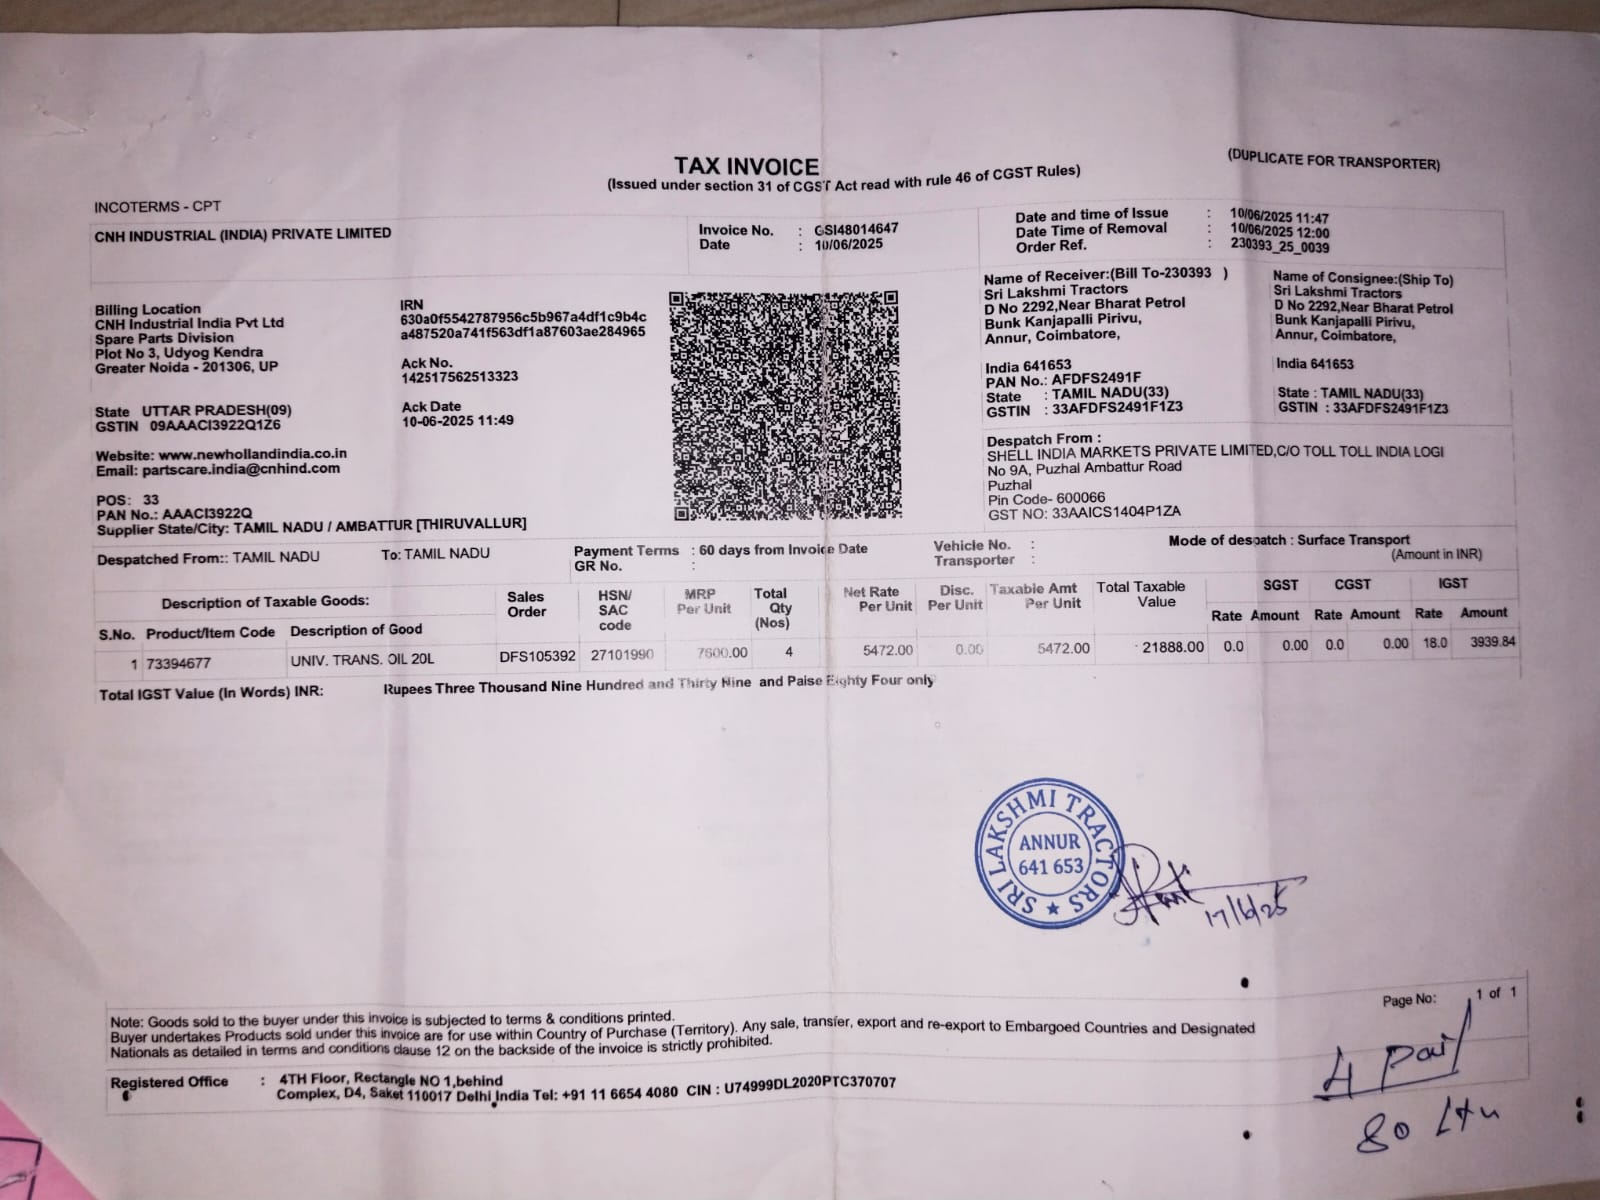 TAX INVOICE
(Issued under section 31 of CGST Act read with rule 46 of CGST Rules)
(DUPLICATE FOR TRANSPORTER)
INCOTERMS - CPT
CNH INDUSTRIAL (INDIA) PRIVATE LIMITED
Invoice No. : GSI48014647
Date : 10/06/2025
Date and time of Issue : 10/06/2025 11:47
Date Time of Removal : 10/06/2025 12:00
Order Ref. : 230393_25_0039
Billing Location
CNH Industrial India Pvt Ltd
Spare Parts Division
Plot No 3, Udyog Kendra
Greater Noida - 201306, UP
State UTTAR PRADESH(09)
GSTIN 09AAACI3922Q1Z6
Website: www.newhollandindia.co.in
Email: partscare.india@cnhind.com
POS: 33
PAN No.: AAACI3922Q
Supplier State/City: TAMIL NADU / AMBATTUR [THIRUVALLUR]
IRN
630a0f5542787956c5b967a4df1c9b4c
a487520a741f563df1a87603ae284965
Ack No.
142517562513323
Ack Date
10-06-2025 11:49
Name of Receiver:(Bill To-230393 )
Sri Lakshmi Tractors
D No 2292,Near Bharat Petrol
Bunk Kanjapalli Pirivu,
Annur, Coimbatore,
India 641653
PAN No.: AFDFS2491F
State : TAMIL NADU(33)
GSTIN : 33AFDFS2491F1Z3
Name of Consignee:(Ship To)
Sri Lakshmi Tractors
D No 2292,Near Bharat Petrol
Bunk Kanjapalli Pirivu,
Annur, Coimbatore,
India 641653
State : TAMIL NADU(33)
GSTIN : 33AFDFS2491F1Z3
Despatch From :
SHELL INDIA MARKETS PRIVATE LIMITED,C/O TOLL TOLL INDIA LOGI
No 9A, Puzhal Ambattur Road
Puzhal
Pin Code- 600066
GST NO: 33AAICS1404P1ZA
Despatched From:: TAMIL NADU To: TAMIL NADU
Payment Terms : 60 days from Invoice Date
GR No. :
Vehicle No. :
Transporter :
Mode of despatch : Surface Transport
(Amount in INR)
Description of Taxable Goods:
S.No. Product/Item Code Description of Good
Sales Order
HSN/ SAC code
MRP Per Unit
Total Qty (Nos)
Net Rate Per Unit
Disc. Per Unit
Taxable Amt Per Unit
Total Taxable Value
SGST CGST IGST
Rate Amount Rate Amount Rate Amount
1 73394677 UNIV. TRANS. OIL 20L DFS105392 27101990 7600.00 4 5472.00 0.00 5472.00 21888.00 0.0 0.00 0.0 0.00 18.0 3939.84
Total IGST Value (In Words) INR: Rupees Three Thousand Nine Hundred and Thirty Nine and Paise Eighty Four only
SRI LAKSHMI TRACTORS
ANNUR
641 653
17/6/25
Page No: 1 of 1
Note: Goods sold to the buyer under this invoice is subjected to terms & conditions printed.
Buyer undertakes Products sold under this invoice are for use within Country of Purchase (Territory). Any sale, transfer, export and re-export to Embargoed Countries and Designated
Nationals as detailed in terms and conditions clause 12 on the backside of the invoice is strictly prohibited.
Registered Office : 4TH Floor, Rectangle NO 1,behind
Complex, D4, Saket 110017 Delhi India Tel: +91 11 6654 4080 CIN : U74999DL2020PTC370707
4 Pail
80 Ltr